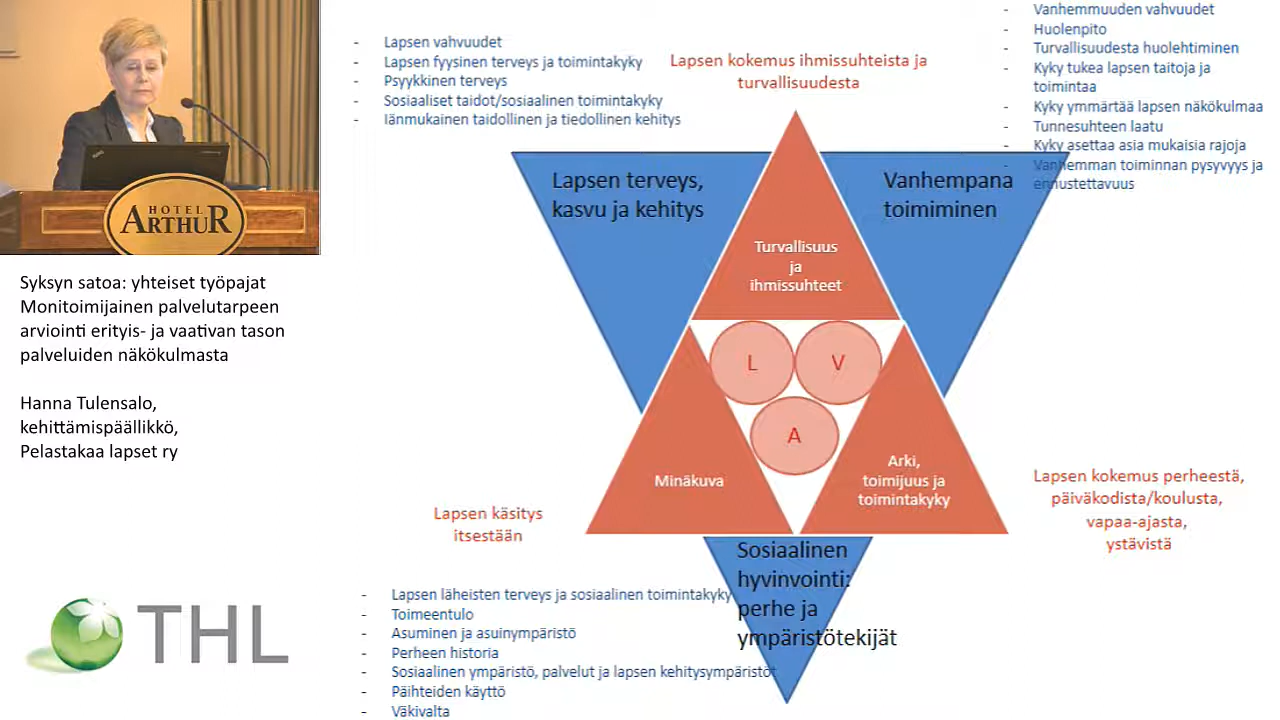 HOTEL
ARTHUR
Syksyn satoa: yhteiset työpajat
Monitoimijainen palvelutarpeen
arviointi erityis- ja vaativan tason
palveluiden näkökulmasta
Hanna Tulensalo,
kehittämispäällikkö,
Pelastakaa lapset ry
THL
- Lapsen vahvuudet
- Lapsen fyysinen terveys ja toimintakyky
- Psyykkinen terveys
- Sosiaaliset taidot/sosiaalinen toimintakyky
- Iänmukainen taidollinen ja tiedollinen kehitys
Lapsen kokemus ihmissuhteista ja
turvallisuudesta
- Vanhemmuuden vahvuudet
- Huolenpito
- Turvallisuudesta huolehtiminen
- Kyky tukea lapsen taitoja ja
toimintaa
- Kyky ymmärtää lapsen näkökulmaa
- Tunnesuhteen laatu
- Kyky asettaa asia mukaisia rajoja
- Vanhemman toiminnan pysyvyys ja
ennustettavuus
Lapsen terveys,
kasvu ja kehitys
Vanhempana
toimiminen
Turvallisuus
ja
ihmissuhteet
L
V
A
Minäkuva
Arki,
toimijuus ja
toimintakyky
Lapsen käsitys
itsestään
Lapsen kokemus perheestä,
päiväkodista/koulusta,
vapaa-ajasta,
ystävistä
Sosiaalinen
hyvinvointi:
perhe ja
ympäristötekijät
- Lapsen läheisten terveys ja sosiaalinen toimintakyky
- Toimeentulo
- Asuminen ja asuinympäristö
- Perheen historia
- Sosiaalinen ympäristö, palvelut ja lapsen kehitysympäristöt
- Päihteiden käyttö
- Väkivalta